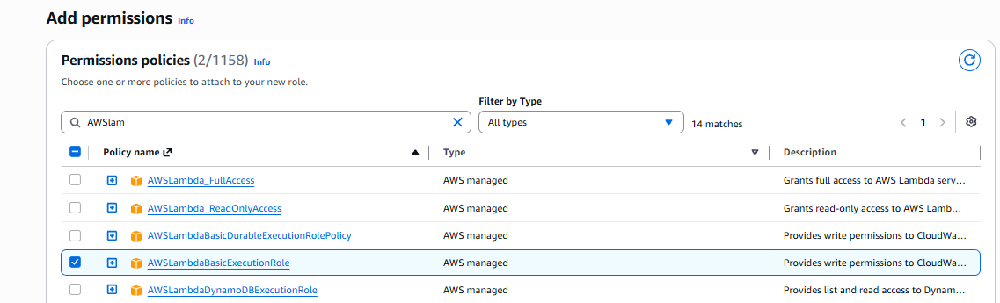 Add permissions Info
Permissions policies (2/1158) Info
Choose one or more policies to attach to your new role.
Filter by Type
AWSlam All types 14 matches 1
Policy name Type Description
AWSLambda_FullAccess AWS managed Grants full access to AWS Lambda serv...
AWSLambda_ReadOnlyAccess AWS managed Grants read-only access to AWS Lamb...
AWSLambdaBasicDurableExecutionRolePolicy AWS managed Provides write permissions to CloudWa...
AWSLambdaBasicExecutionRole AWS managed Provides write permissions to CloudWa...
AWSLambdaDynamoDBExecutionRole AWS managed Provides list and read access to Dynam...